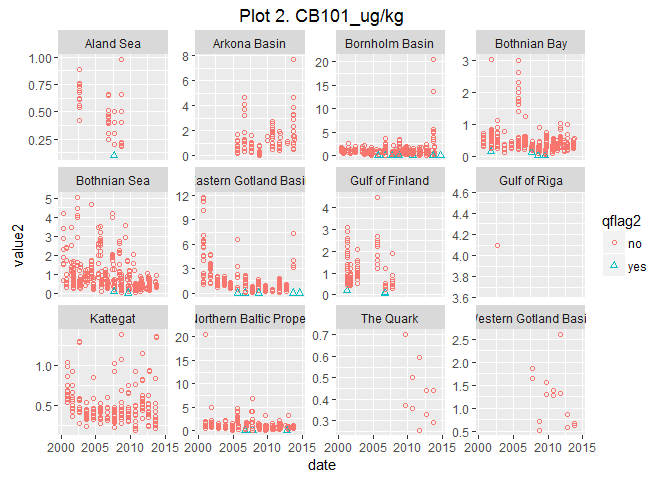 Plot 2. CB101_ug/kg
Aland Sea
Arkona Basin
Bornholm Basin
Bothnian Bay
1.00
0.75
0.50
0.25
8
6
4
2
0
20
15
10
5
0
3
2
1
0
Bothnian Sea
Eastern Gotland Basi
Gulf of Finland
Gulf of Riga
5
4
3
2
1
0
12
9
6
3
0
4
3
2
1
0
4.6
4.4
4.2
4.0
3.8
3.6
Kattegat
Northern Baltic Prope
The Quark
Western Gotland Basi
1.0
0.5
20
15
10
5
0
0.7
0.6
0.5
0.4
0.3
2.5
2.0
1.5
1.0
0.5
2000 2005 2010 2015
2000 2005 2010 2015
2000 2005 2010 2015
2000 2005 2010 2015
date
value2
qflag2
no
yes